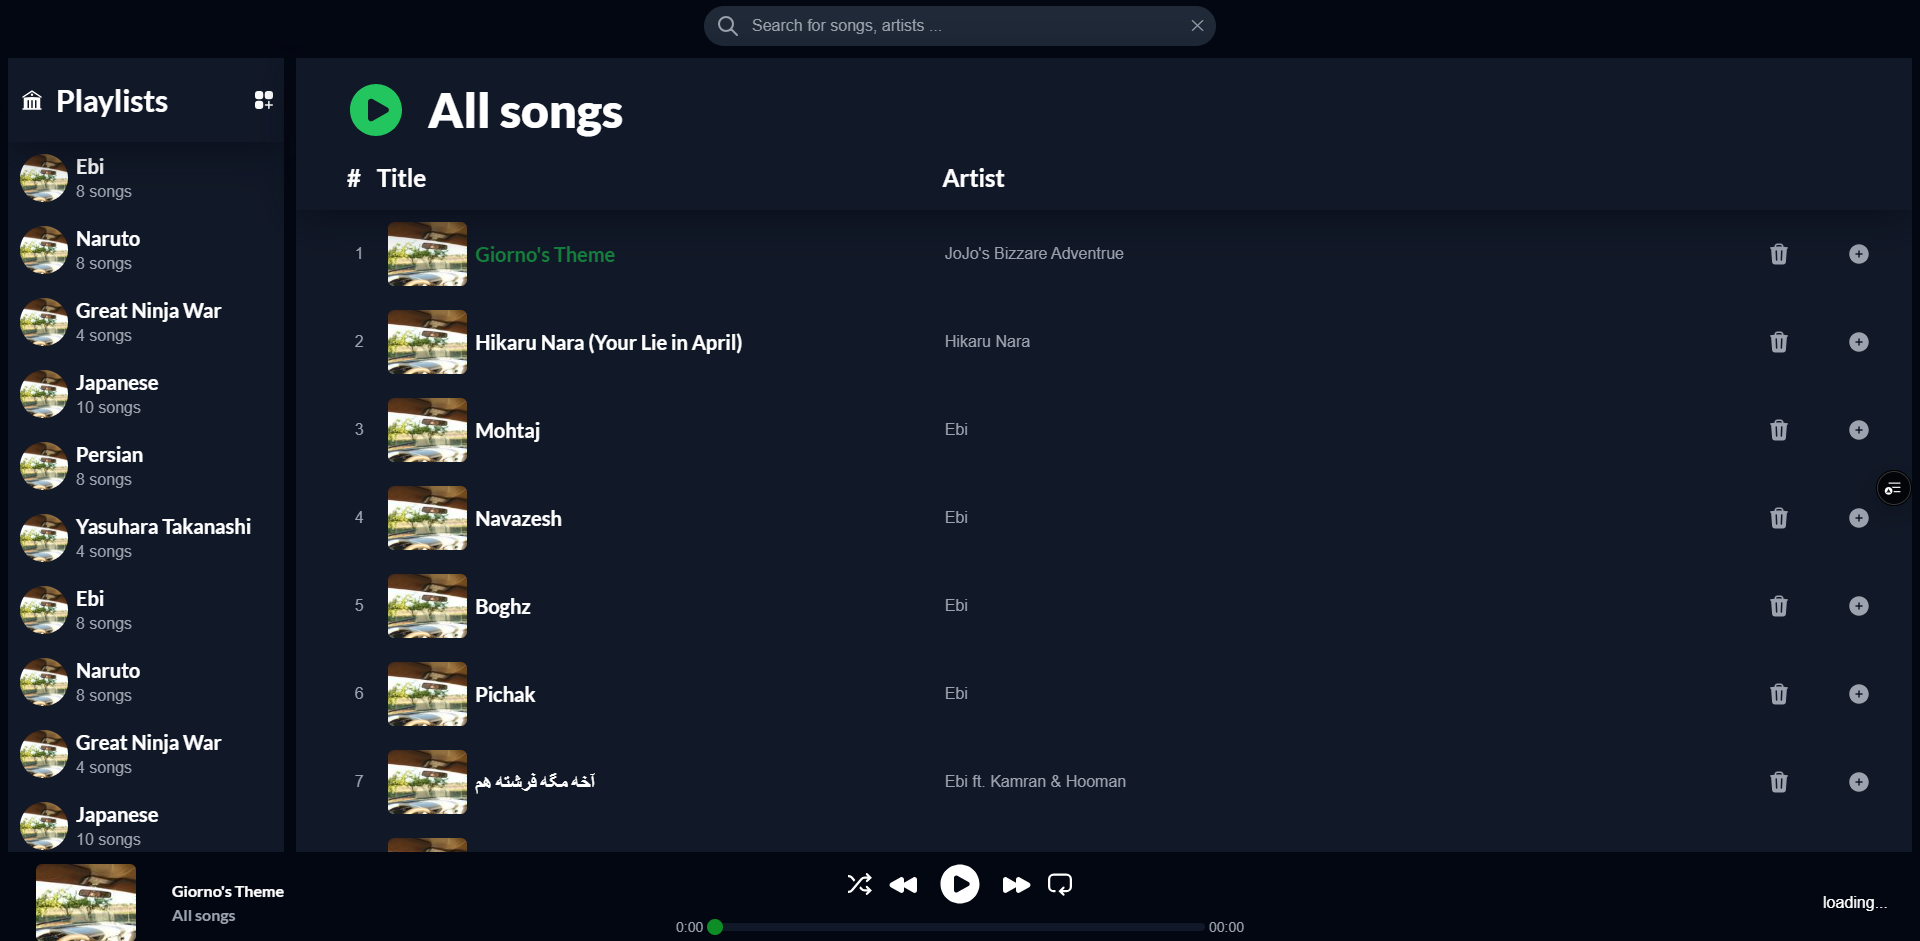 Search for songs, artists ...
Playlists
Ebi
8 songs
Naruto
8 songs
Great Ninja War
4 songs
Japanese
10 songs
Persian
8 songs
Yasuhara Takanashi
4 songs
Ebi
8 songs
Naruto
8 songs
Great Ninja War
4 songs
Japanese
10 songs
All songs
# Title Artist
1 Giorno's Theme JoJo's Bizzare Adventrue
2 Hikaru Nara (Your Lie in April) Hikaru Nara
3 Mohtaj Ebi
4 Navazesh Ebi
5 Boghz Ebi
6 Pichak Ebi
7 آخه مگه فرشته هم Ebi ft. Kamran & Hooman
Giorno's Theme
All songs
0:00 00:00
loading...